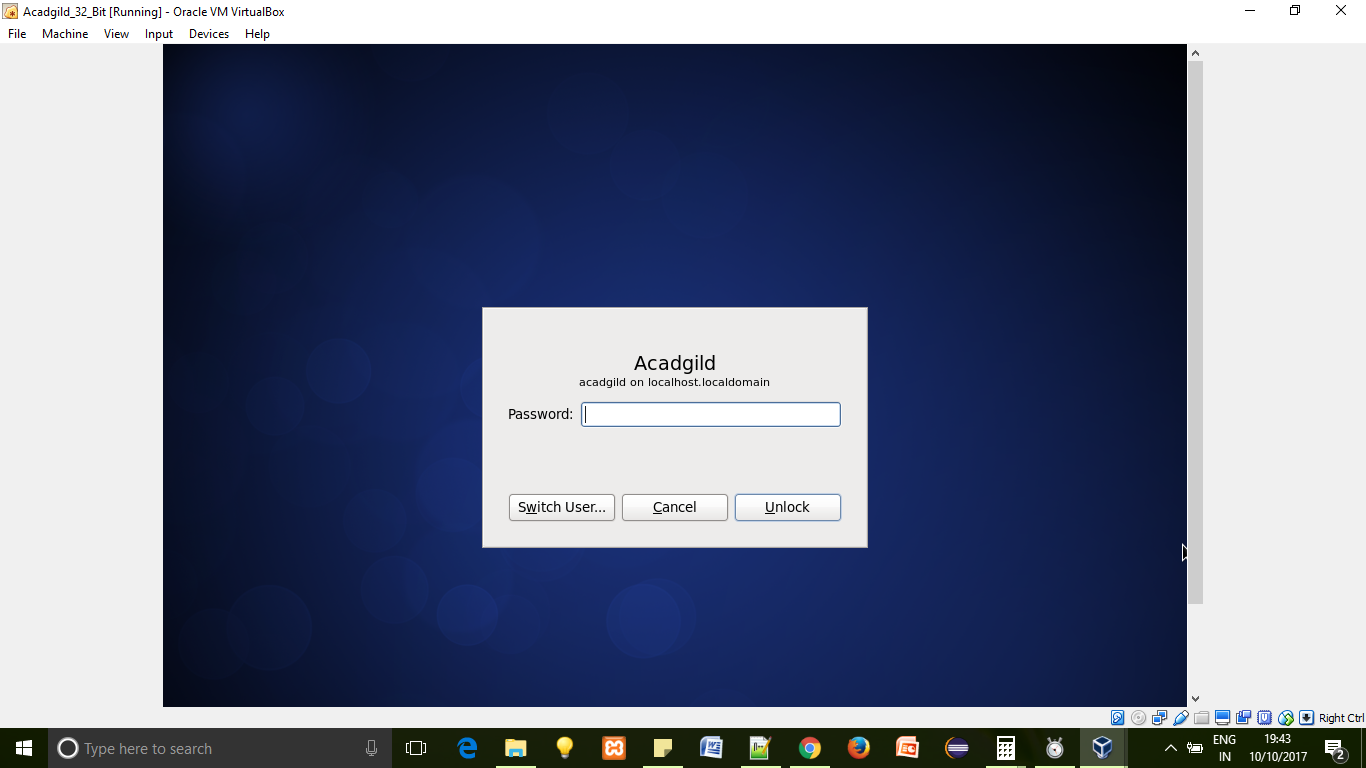 Acadgild_32_Bit [Running] - Oracle VM VirtualBox
File Machine View Input Devices Help
Acadgild
acadgild on localhost.localdomain
Password:
Switch User... Cancel Unlock
Right Ctrl
Type here to search
ENG 19:43
IN 10/10/2017 2